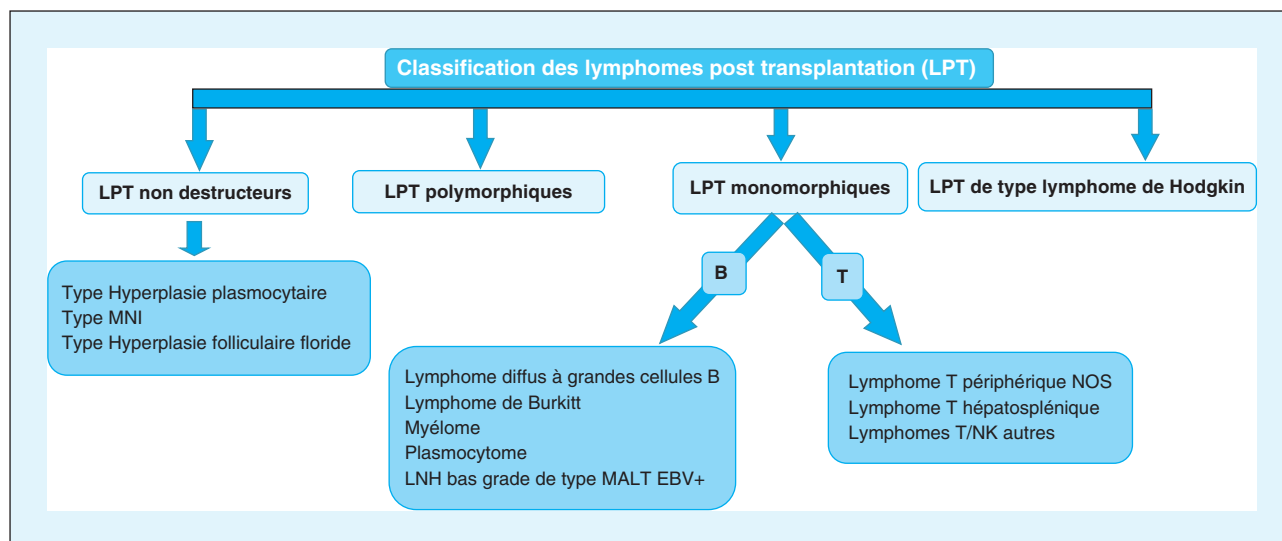 Classification des lymphomes post transplantation (LPT)
LPT non destructeurs
LPT polymorphiques
LPT monomorphiques
LPT de type lymphome de Hodgkin
B
T
Type Hyperplasie plasmocytaire
Type MNI
Type Hyperplasie folliculaire floride
Lymphome diffus à grandes cellules B
Lymphome de Burkitt
Myélome
Plasmocytome
LNH bas grade de type MALT EBV+
Lymphome T périphérique NOS
Lymphome T hépatosplénique
Lymphomes T/NK autres